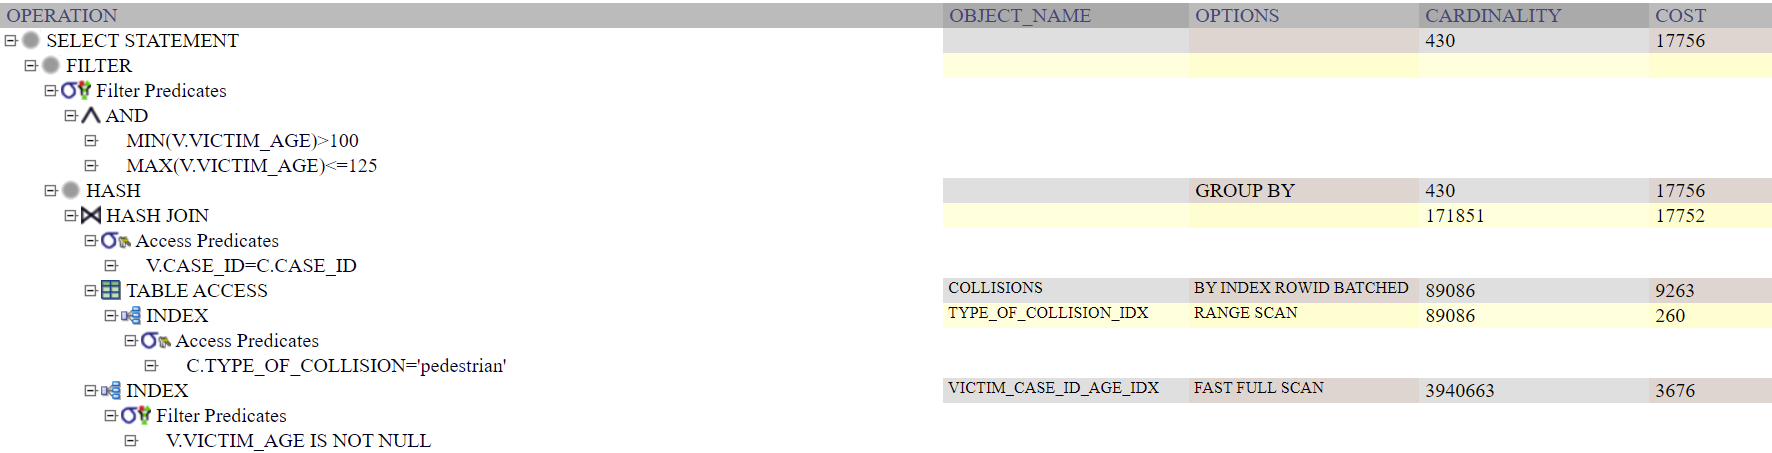 OPERATION OBJECT_NAME OPTIONS CARDINALITY COST
SELECT STATEMENT 430 17756
FILTER
Filter Predicates
AND
MIN(V.VICTIM_AGE)>100
MAX(V.VICTIM_AGE)<=125
HASH GROUP BY 430 17756
HASH JOIN 171851 17752
Access Predicates
V.CASE_ID=C.CASE_ID
TABLE ACCESS COLLISIONS BY INDEX ROWID BATCHED 89086 9263
INDEX TYPE_OF_COLLISION_IDX RANGE SCAN 89086 260
Access Predicates
C.TYPE_OF_COLLISION='pedestrian'
INDEX VICTIM_CASE_ID_AGE_IDX FAST FULL SCAN 3940663 3676
Filter Predicates
V.VICTIM_AGE IS NOT NULL